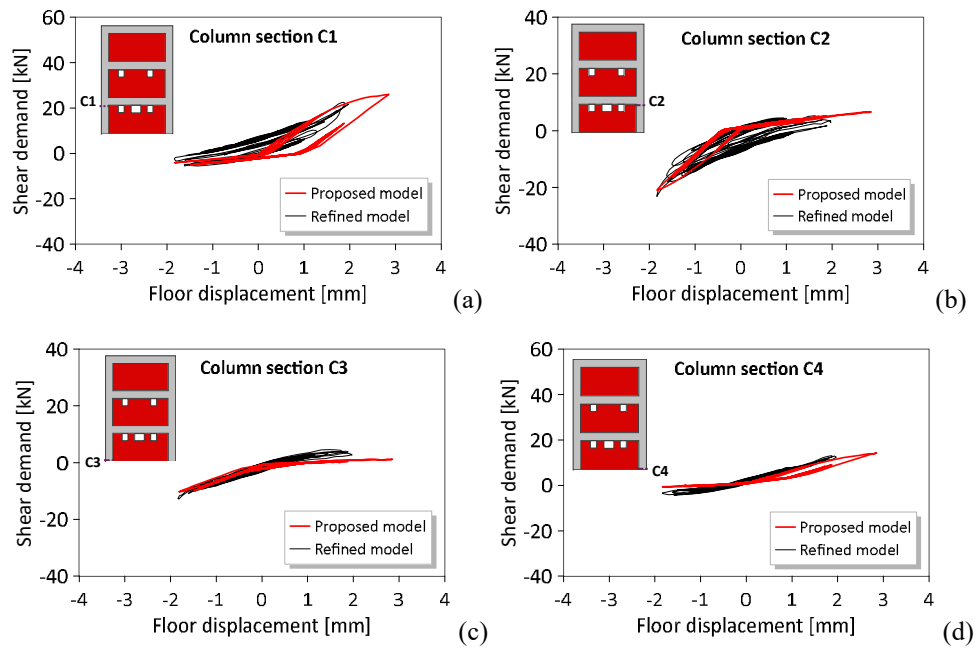 Column section C1
Shear demand [kN]
60
40
20
0
-20
-40
C1
Proposed model
Refined model
-4 -3 -2 -1 0 1 2 3 4
Floor displacement [mm]
(a)
Column section C2
Shear demand [kN]
40
20
0
-20
-40
C2
Proposed model
Refined model
-4 -3 -2 -1 0 1 2 3 4
Floor displacement [mm]
(b)
Column section C3
Shear demand [kN]
40
20
0
-20
-40
C3
Proposed model
Refined model
-4 -3 -2 -1 0 1 2 3 4
Floor displacement [mm]
(c)
Column section C4
Shear demand [kN]
60
40
20
0
-20
-40
C4
Proposed model
Refined model
-4 -3 -2 -1 0 1 2 3 4
Floor displacement [mm]
(d)